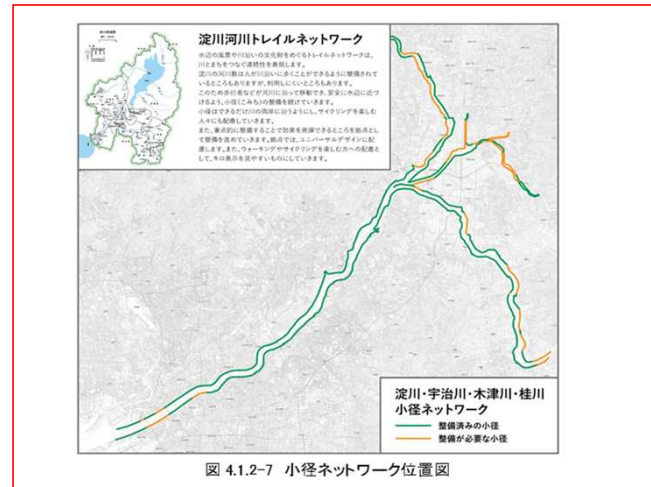 淀川河川トレイルネットワーク
水辺の風景や川沿いの文化財をめぐるトレイルネットワークは、
川とまちをつなぐ連続性を表現します。
淀川の河川敷は人が川沿いに歩くことができるように整備されて
いるところもありますが、利用しにくいところもあります。
このため歩行者などが河川に沿って移動でき、安全に水辺に近づ
けるよう、小径(こみち)の整備を続けていきます。
小径はできるだけ川の両岸に沿うようにし、サイクリングを楽しむ
人々にも配慮していきます。
また、重点的に整備することで効果を発揮できるところを拠点とし
て整備を進めていきます。拠点では、ユニバーサルデザインに配
慮します。また、ウォーキングやサイクリングを楽しむ方への配慮と
して、キロ表示を見やすいものにしていきます。
淀川・宇治川・木津川・桂川
小径ネットワーク
整備済みの小径
整備が必要な小径
図 4.1.2-7 小径ネットワーク位置図